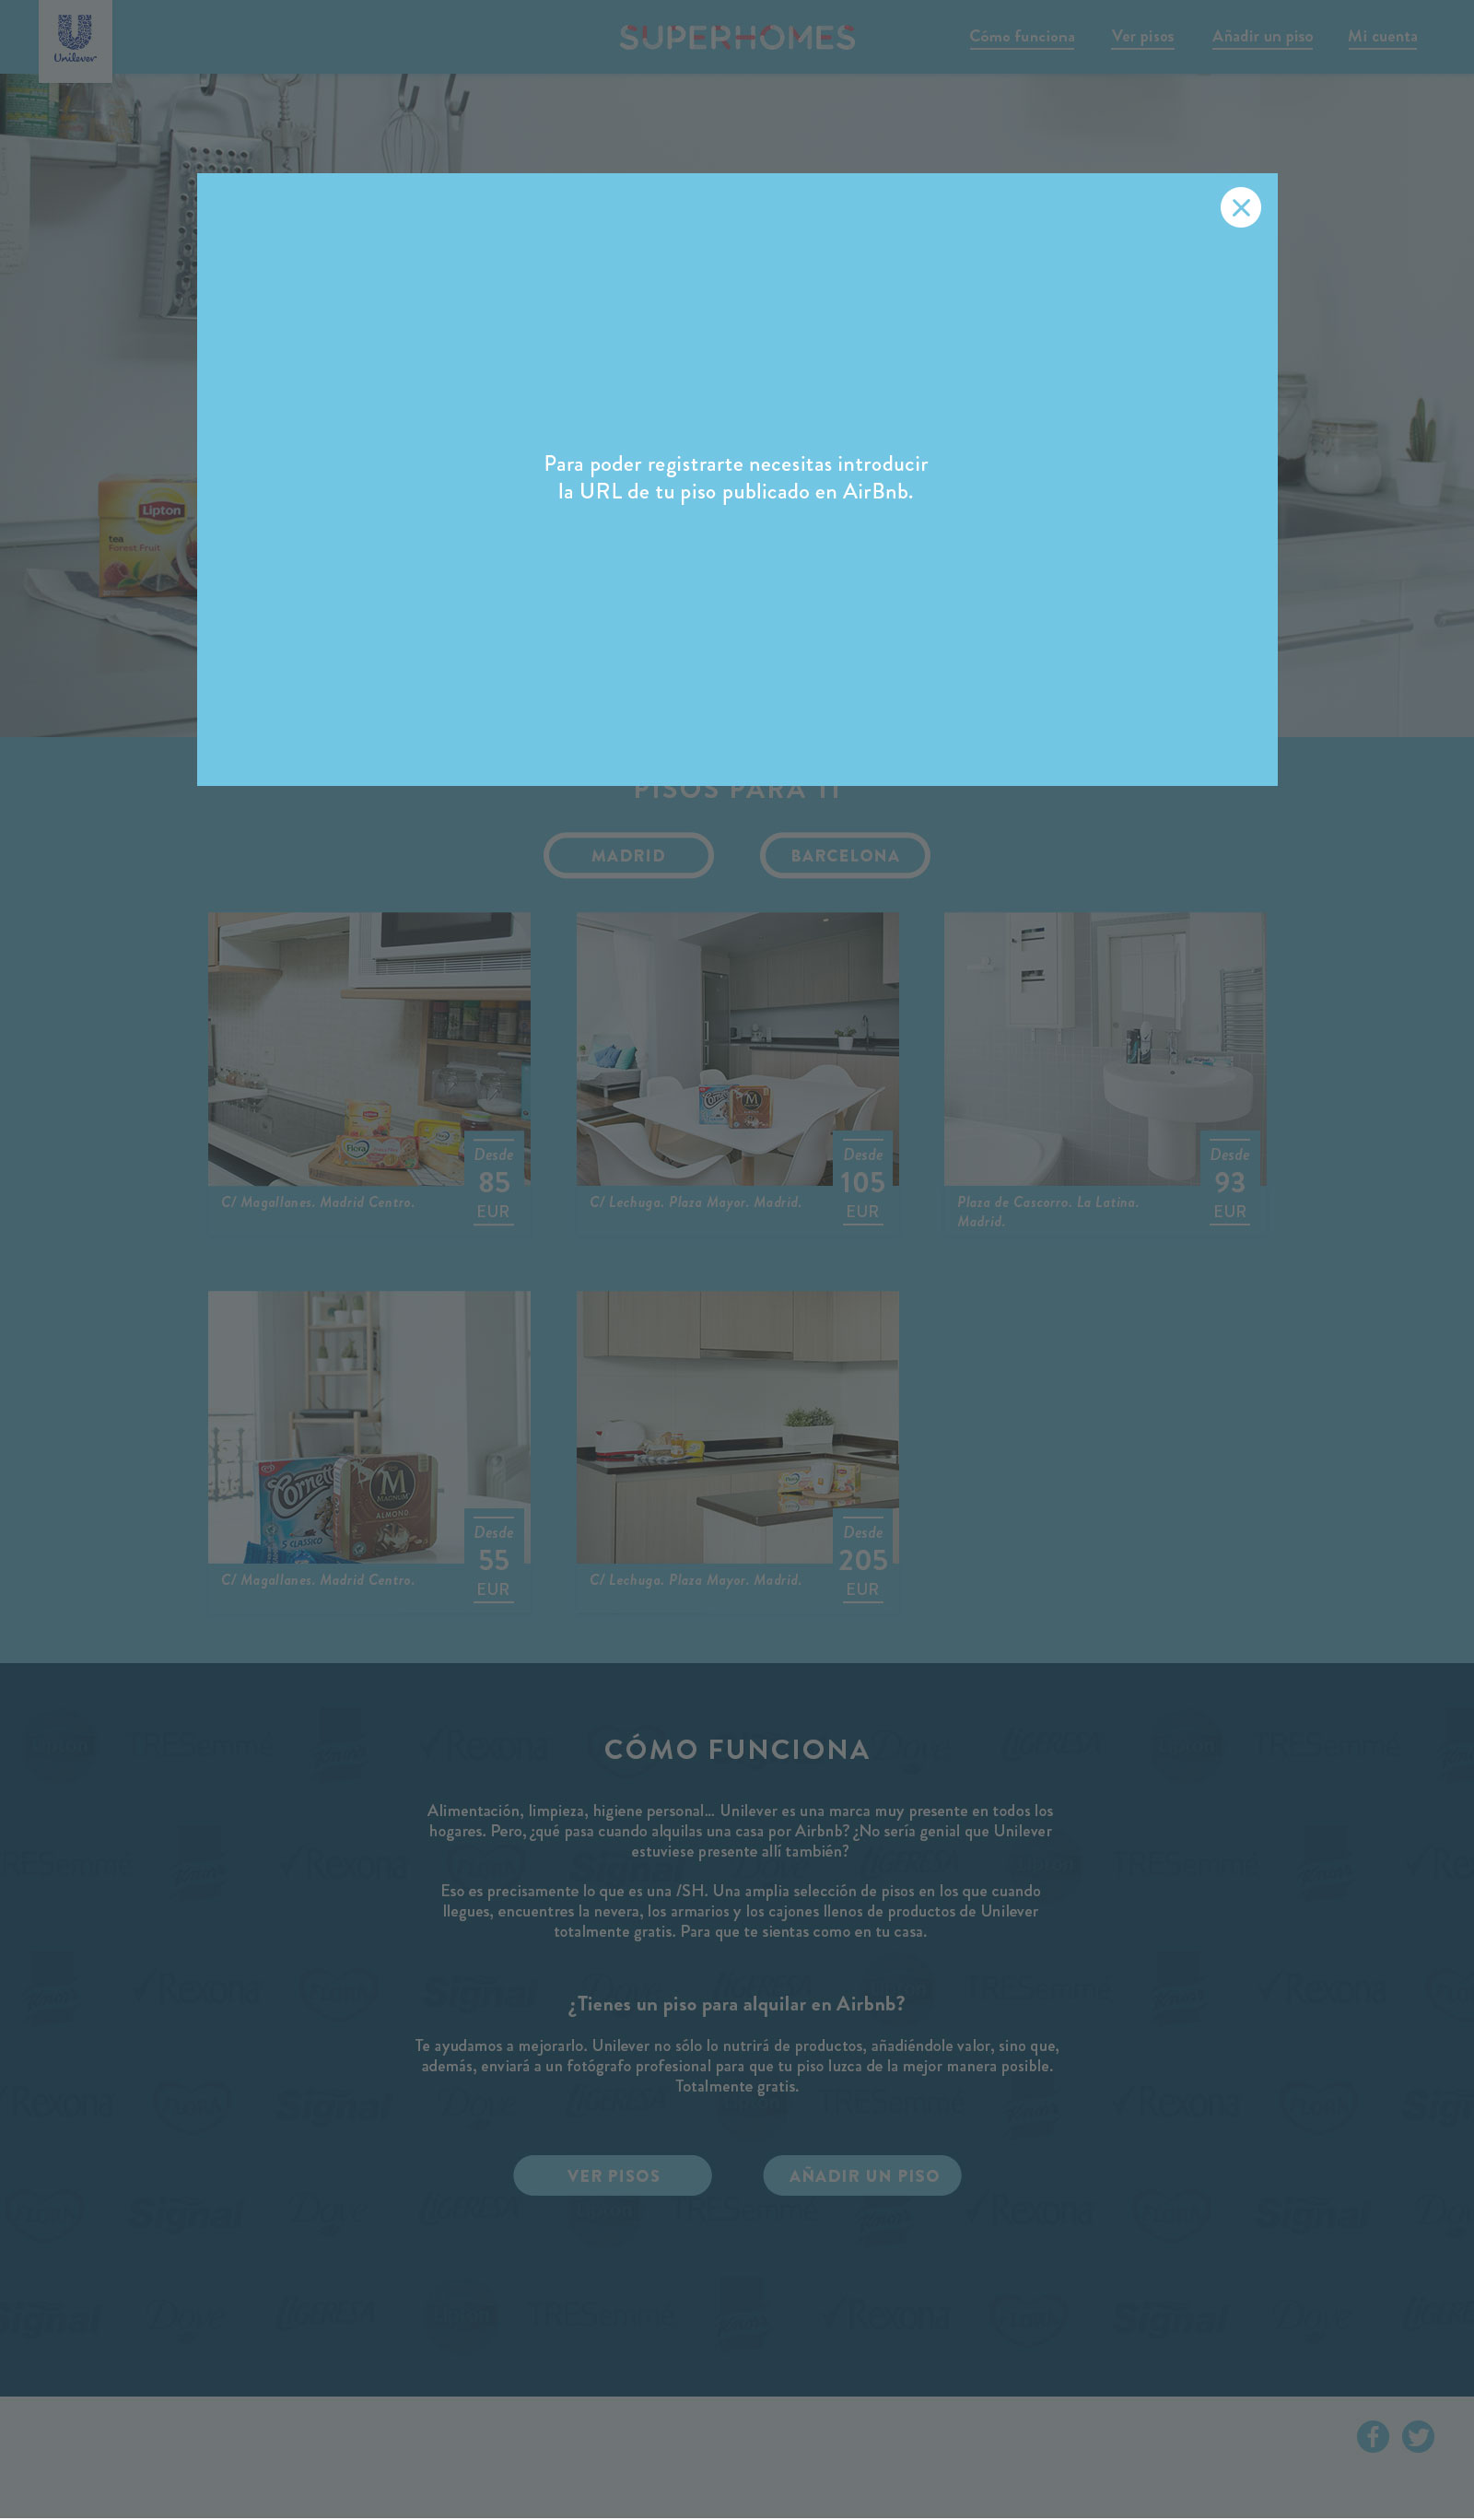 Unilever
SUPERHOMES
Cómo funciona
Ver pisos
Añadir un piso
Mi cuenta
Lipton
tea
Forest Fruit
Para poder registrarte necesitas introducir
la URL de tu piso publicado en AirBnb.
PISOS PARA TI
MADRID
BARCELONA
Desde
85
EUR
C/ Magallanes. Madrid Centro.
Desde
105
EUR
C/ Lechuga. Plaza Mayor. Madrid.
Desde
93
EUR
Plaza de Cascorro. La Latina.
Madrid.
Cornetto
5 CLASSICO
M
MAGNUM
ALMOND
Desde
55
EUR
C/ Magallanes. Madrid Centro.
Desde
205
EUR
C/ Lechuga. Plaza Mayor. Madrid.
CÓMO FUNCIONA
Alimentación, limpieza, higiene personal... Unilever es una marca muy presente en todos los
hogares. Pero, ¿qué pasa cuando alquilas una casa por Airbnb? ¿No sería genial que Unilever
estuviese presente allí también?
Eso es precisamente lo que es una /SH. Una amplia selección de pisos en los que cuando
llegues, encuentres la nevera, los armarios y los cajones llenos de productos de Unilever
totalmente gratis. Para que te sientas como en tu casa.
¿Tienes un piso para alquilar en Airbnb?
Te ayudamos a mejorarlo. Unilever no sólo lo nutrirá de productos, añadiéndole valor, sino que,
además, enviará a un fotógrafo profesional para que tu piso luzca de la mejor manera posible.
Totalmente gratis.
VER PISOS
AÑADIR UN PISO